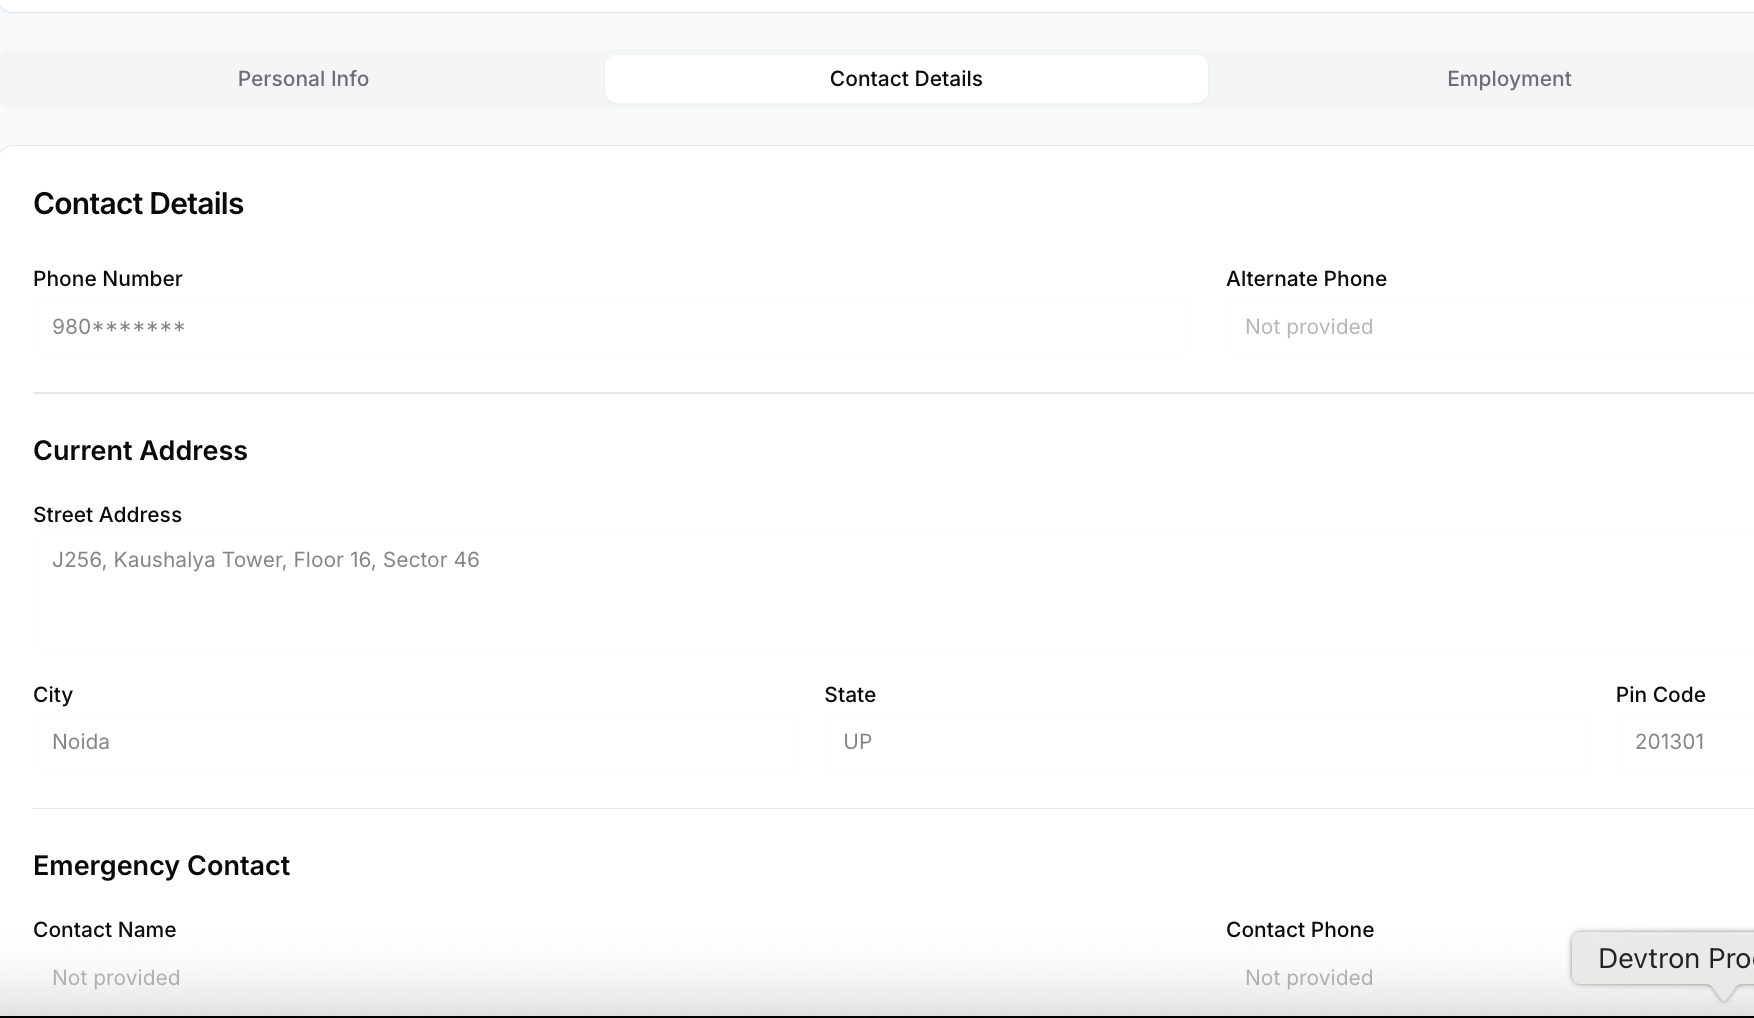 Personal Info
Contact Details
Employment
Contact Details
Phone Number
Alternate Phone
980*******
Not provided
Current Address
Street Address
J256, Kaushalya Tower, Floor 16, Sector 46
City
State
Pin Code
Noida
UP
201301
Emergency Contact
Contact Name
Contact Phone
Not provided
Not provided
Devtron